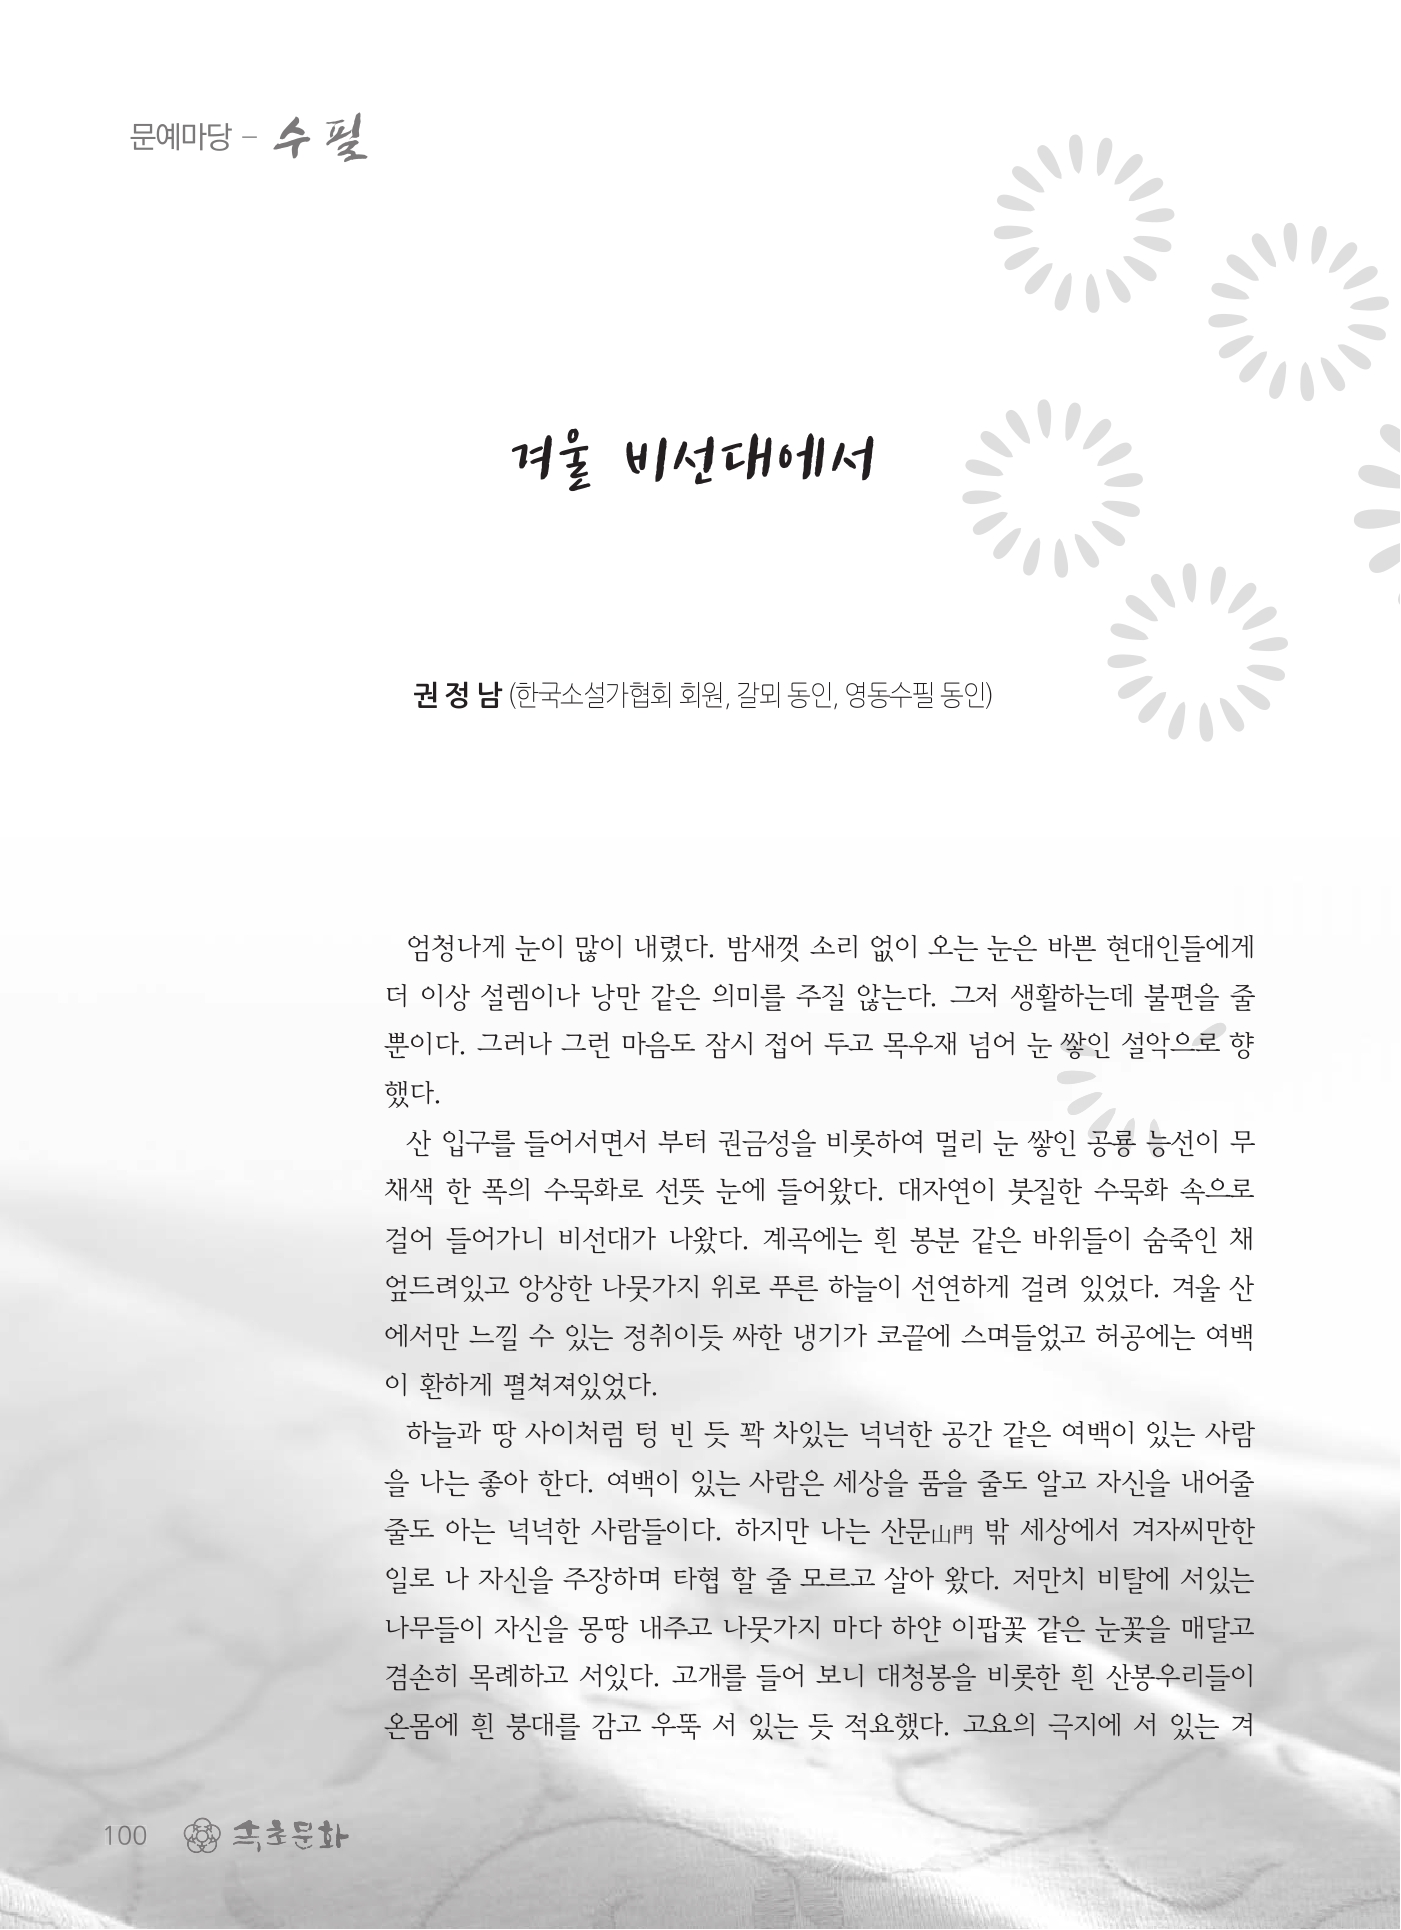 문예마당 – 수필
겨울 비선대에서
권정남 (한국소설가협회 회원, 갈뫼 동인, 영동수필 동인)
엄청나게 눈이 많이 내렸다. 밤새껏 소리 없이 오는 눈은 바쁜 현대인들에게
더 이상 설렘이나 낭만 같은 의미를 주질 않는다. 그저 생활하는데 불편을 줄
뿐이다. 그러나 그런 마음도 잠시 접어 두고 목우재 넘어 눈 쌓인 설악으로 향
했다.
산 입구를 들어서면서 부터 권금성을 비롯하여 멀리 눈 쌓인 공룡 능선이 무
채색 한 폭의 수묵화로 선뜻 눈에 들어왔다. 대자연이 붓질한 수묵화 속으로
걸어 들어가니 비선대가 나왔다. 계곡에는 흰 봉분 같은 바위들이 숨죽인 채
엎드려있고 앙상한 나뭇가지 위로 푸른 하늘이 선연하게 걸려 있었다. 겨울 산
에서만 느낄 수 있는 정취이듯 싸한 냉기가 코끝에 스며들었고 허공에는 여백
이 환하게 펼쳐져있었다.
하늘과 땅 사이처럼 텅 빈 듯 꽉 차있는 넉넉한 공간 같은 여백이 있는 사람
을 나는 좋아 한다. 여백이 있는 사람은 세상을 품을 줄도 알고 자신을 내어줄
줄도 아는 넉넉한 사람들이다. 하지만 나는 산문山門 밖 세상에서 겨자씨만한
일로 나 자신을 주장하며 타협 할 줄 모르고 살아 왔다. 저만치 비탈에 서있는
나무들이 자신을 몽땅 내주고 나뭇가지 마다 하얀 이팝꽃 같은 눈꽃을 매달고
겸손히 목례하고 서있다. 고개를 들어 보니 대청봉을 비롯한 흰 산봉우리들이
온몸에 흰 붕대를 감고 우뚝 서 있는 듯 적요했다. 고요의 극지에 서 있는 겨
100 속초문화